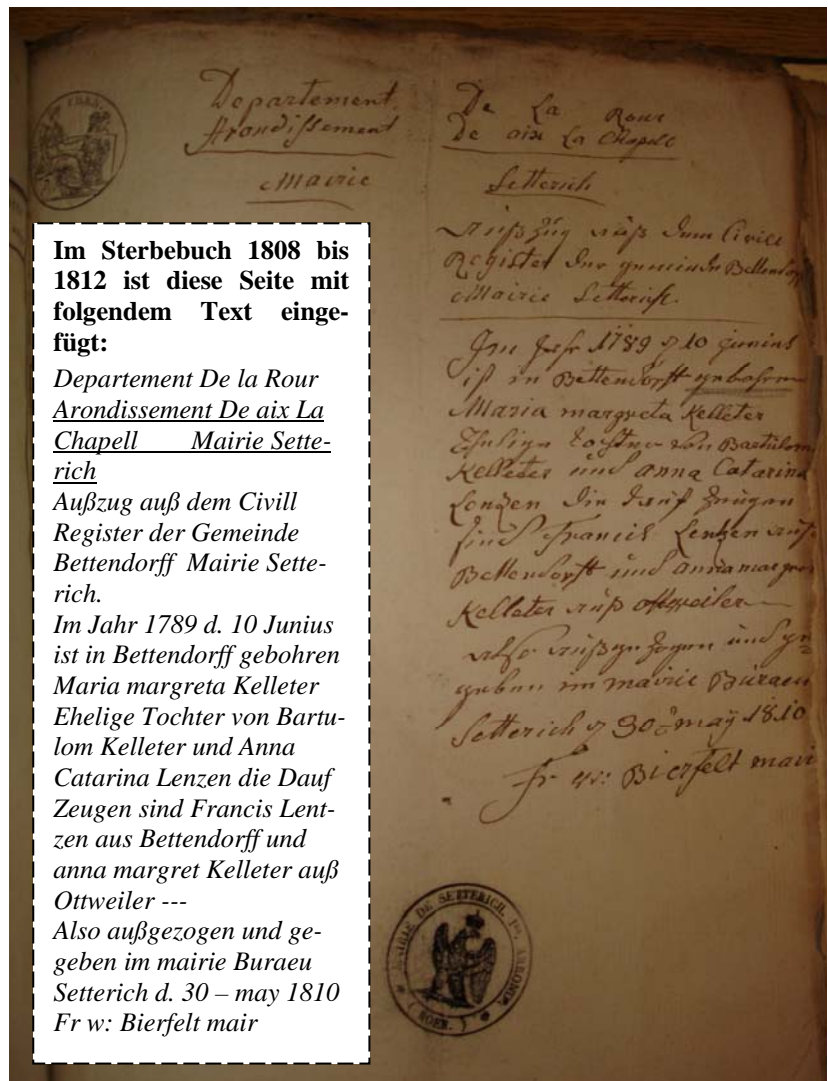 Departement De La Rour
Arondissement De aix La Chapele
Mairie Setterich
Außzug auß dem Civill
Register der gemeinde Bettendorff
Mairie Setterich.
Im Jahr 1789 d 10 junius
ist in Bettendorff gebohren
Maria margreta Kelleter
Ehelige Tochter von Bartulom
Kelleter und anna Catarina
Lenzen die dauf zeugen
sind Francis Lentzen auß
Bettendorff und anna margret
Kelleter auß ottweiler
also außgezogen und ge=
geben im mairie Buraeu
Setterich d 30 may 1810
Fr w: Bierfelt mair
MAIRIE DE SETTERICH
(ROER.)
Im Sterbebuch 1808 bis
1812 ist diese Seite mit
folgendem Text einge-
fügt:
Departement De la Rour
Arondissement De aix La
Chapell Mairie Sette-
rich
Außzug auß dem Civill
Register der Gemeinde
Bettendorff Mairie Sette-
rich.
Im Jahr 1789 d. 10 Junius
ist in Bettendorff gebohren
Maria margreta Kelleter
Ehelige Tochter von Bartu-
lom Kelleter und Anna
Catarina Lenzen die Dauf
Zeugen sind Francis Lent-
zen aus Bettendorff und
anna margret Kelleter auß
Ottweiler ---
Also außgezogen und ge-
geben im mairie Buraeu
Setterich d. 30 – may 1810
Fr w: Bierfelt mair